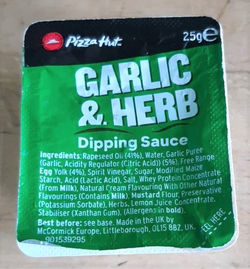 Pizza Hut 25g℮
GARLIC
& HERB
Dipping Sauce
Ingredients: Rapeseed Oil (41%), Water, Garlic Puree
(Garlic, Acidity Regulator (Citric Acid)) (5%), Free Range
Egg Yolk (4%), Spirit Vinegar, Sugar, Modified Maize
Starch, Acid (Lactic Acid), Salt, Whey Protein Concentrate
(From Milk), Natural Cream Flavouring With Other Natural
Flavourings (Contains Milk), Mustard Flour, Preservative
(Potassium Sorbate), Herbs, Lemon Juice Concentrate,
Stabiliser (Xanthan Gum). (Allergens) in bold).
Best before: see base. Made in the UK by
McCormick Europe, Littleborough, OL15 8BZ, UK.
901539295
PEEL HERE